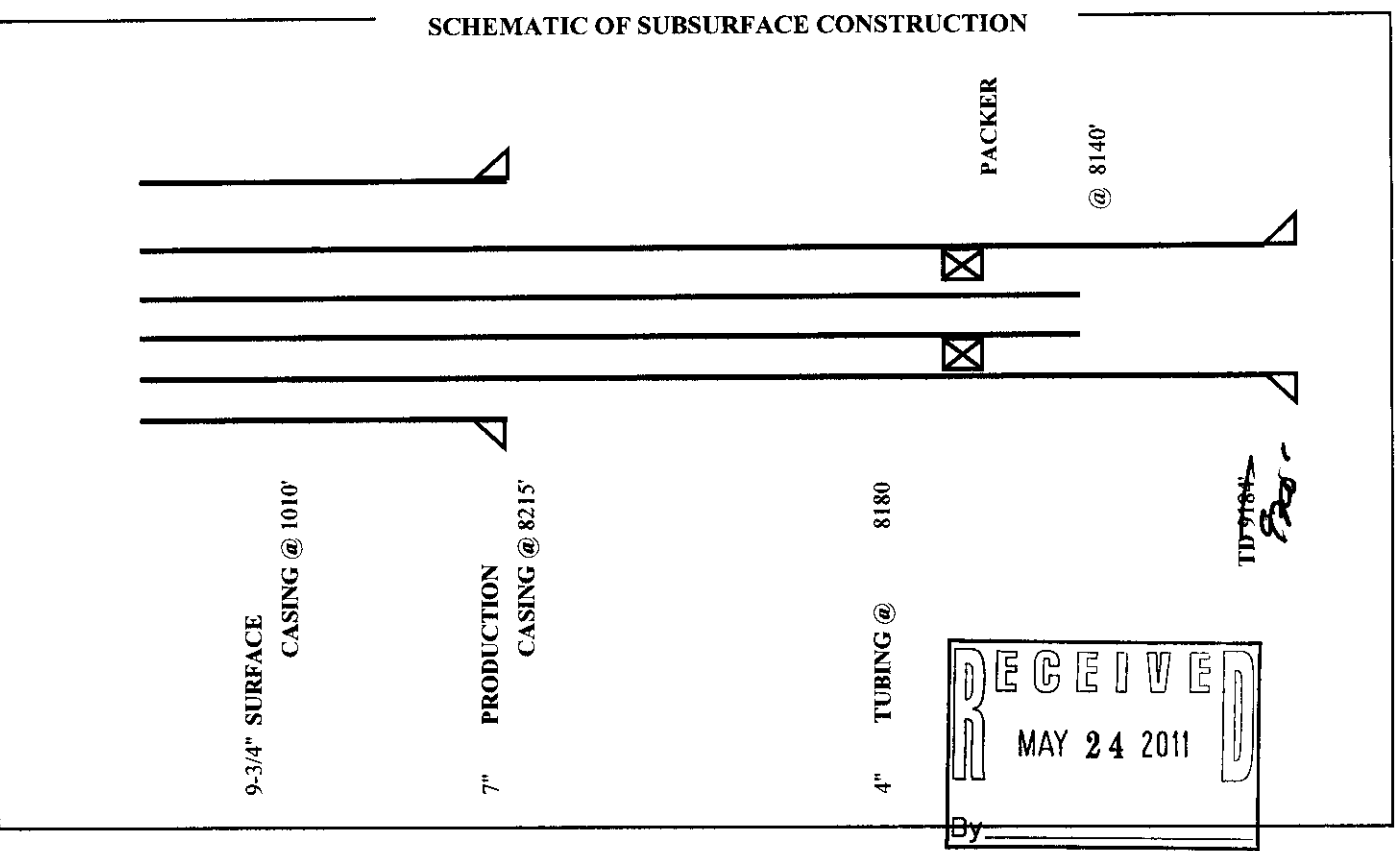 SCHEMATIC OF SUBSURFACE CONSTRUCTION
PACKER
@ 8140'
9-3/4" SURFACE
CASING @ 1010'
7" PRODUCTION
CASING @ 8215'
4" TUBING @ 8180
TD 9184'
RECEIVED
MAY 24 2011
By